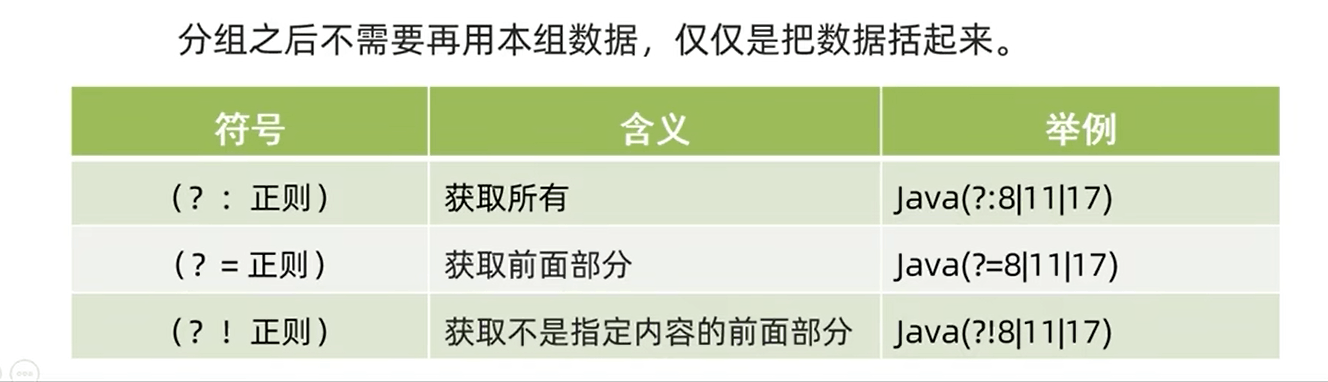 分组之后不需要再用本组数据，仅仅是把数据括起来。
符号 含义 举例
（？：正则） 获取所有 Java(?:8|11|17)
（？= 正则） 获取前面部分 Java(?=8|11|17)
（？！正则） 获取不是指定内容的前面部分 Java(?!8|11|17)